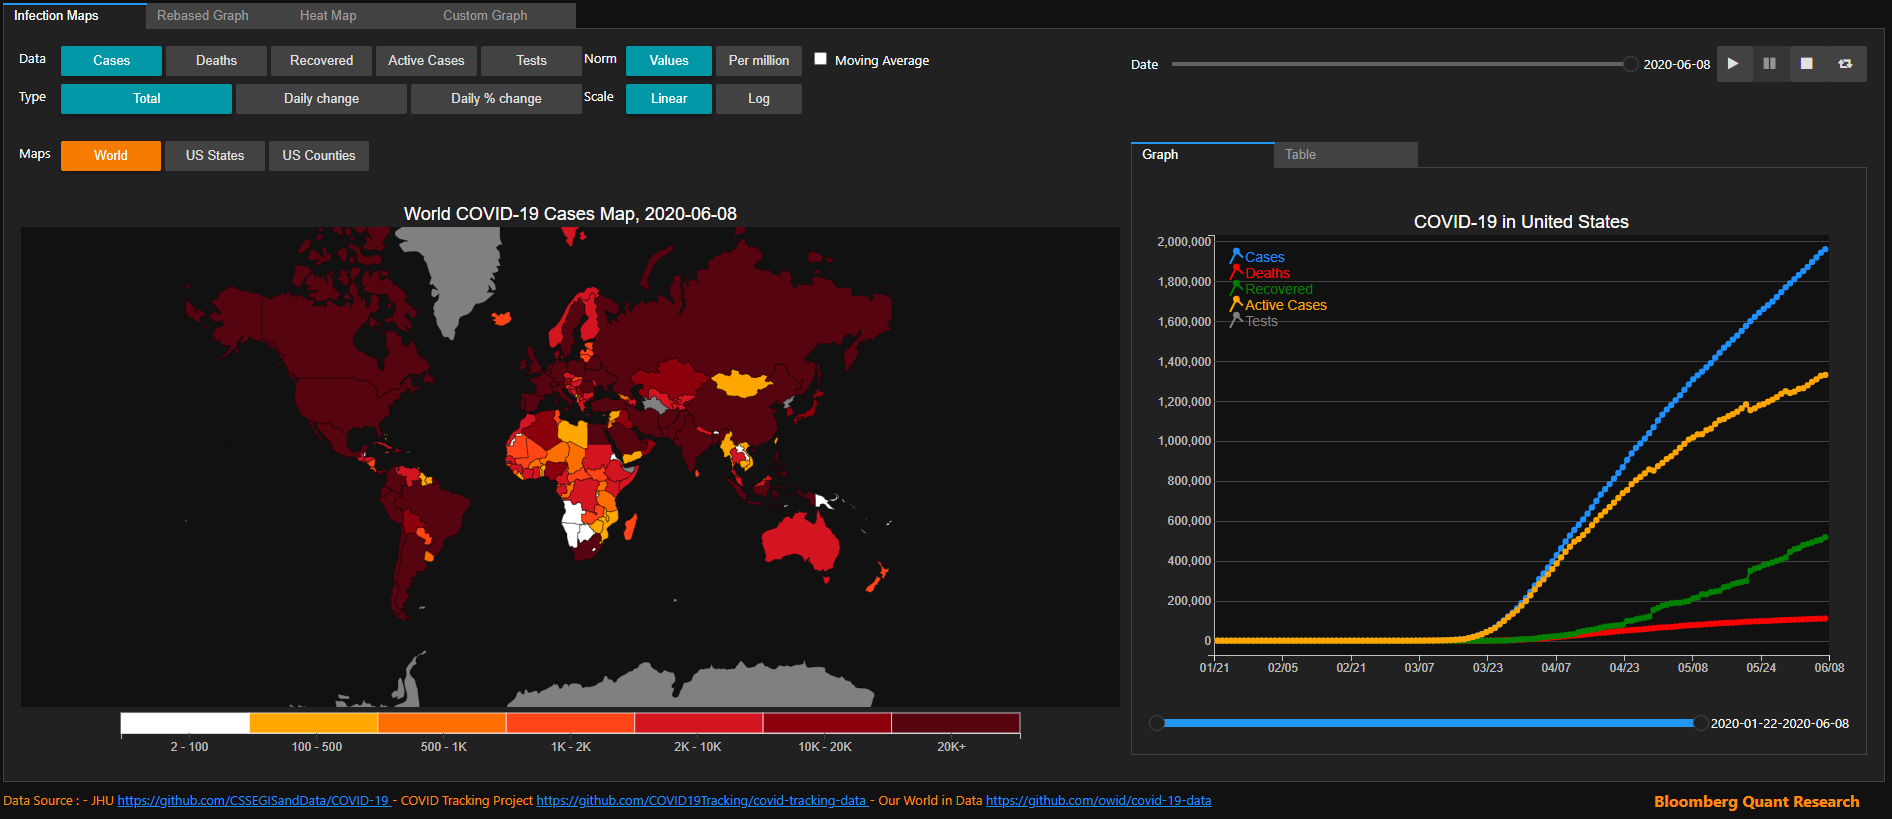 Infection Maps Rebased Graph Heat Map Custom Graph
Data Cases Deaths Recovered Active Cases Tests Norm Values Per million Moving Average
Date 2020-06-08
Type Total Daily change Daily % change Scale Linear Log
Maps World US States US Counties
Graph Table
World COVID-19 Cases Map, 2020-06-08
COVID-19 in United States
2,000,000
1,800,000
1,600,000
1,400,000
1,200,000
1,000,000
800,000
600,000
400,000
200,000
0
Cases
Deaths
Recovered
Active Cases
Tests
01/21 02/05 02/21 03/07 03/23 04/07 04/23 05/08 05/24 06/08
2020-01-22-2020-06-08
2 - 100 100 - 500 500 - 1K 1K - 2K 2K - 10K 10K - 20K 20K+
Data Source : - JHU https://github.com/CSSEGISandData/COVID-19 - COVID Tracking Project https://github.com/COVID19Tracking/covid-tracking-data - Our World in Data https://github.com/owid/covid-19-data
Bloomberg Quant Research